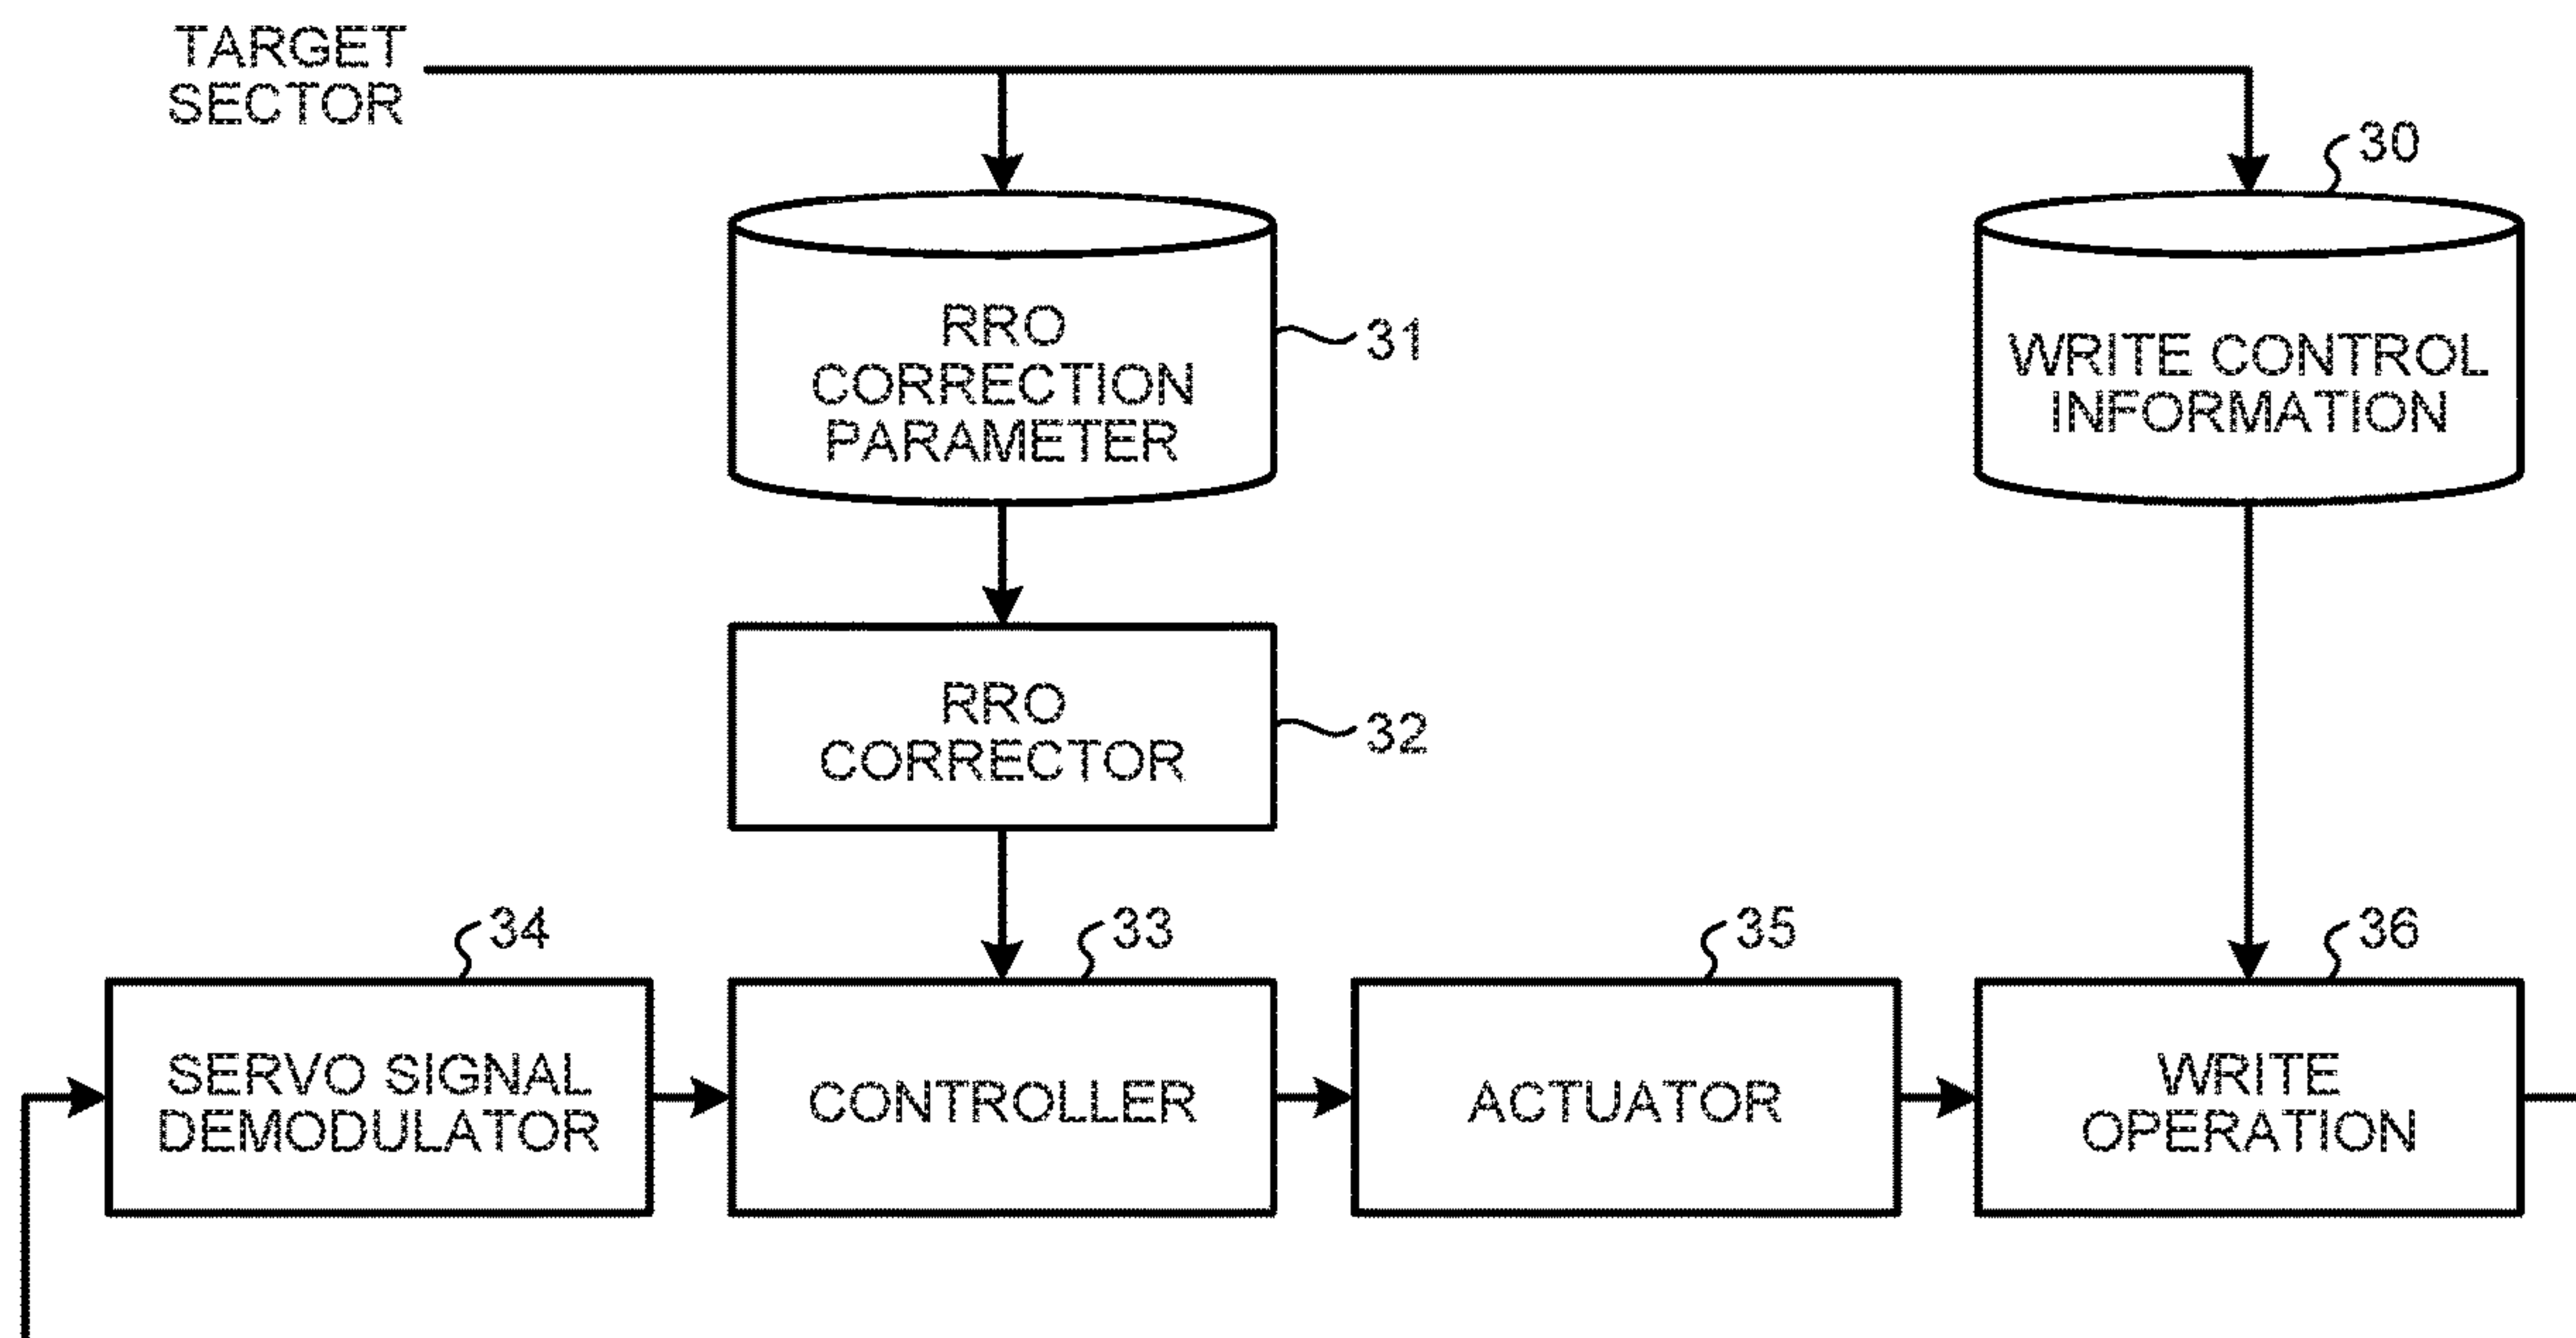 TARGET
SECTOR
30
RRO
CORRECTION
PARAMETER
31
WRITE CONTROL
INFORMATION
RRO
CORRECTOR
32
34
33
35
36
SERVO SIGNAL
DEMODULATOR
CONTROLLER
ACTUATOR
WRITE
OPERATION